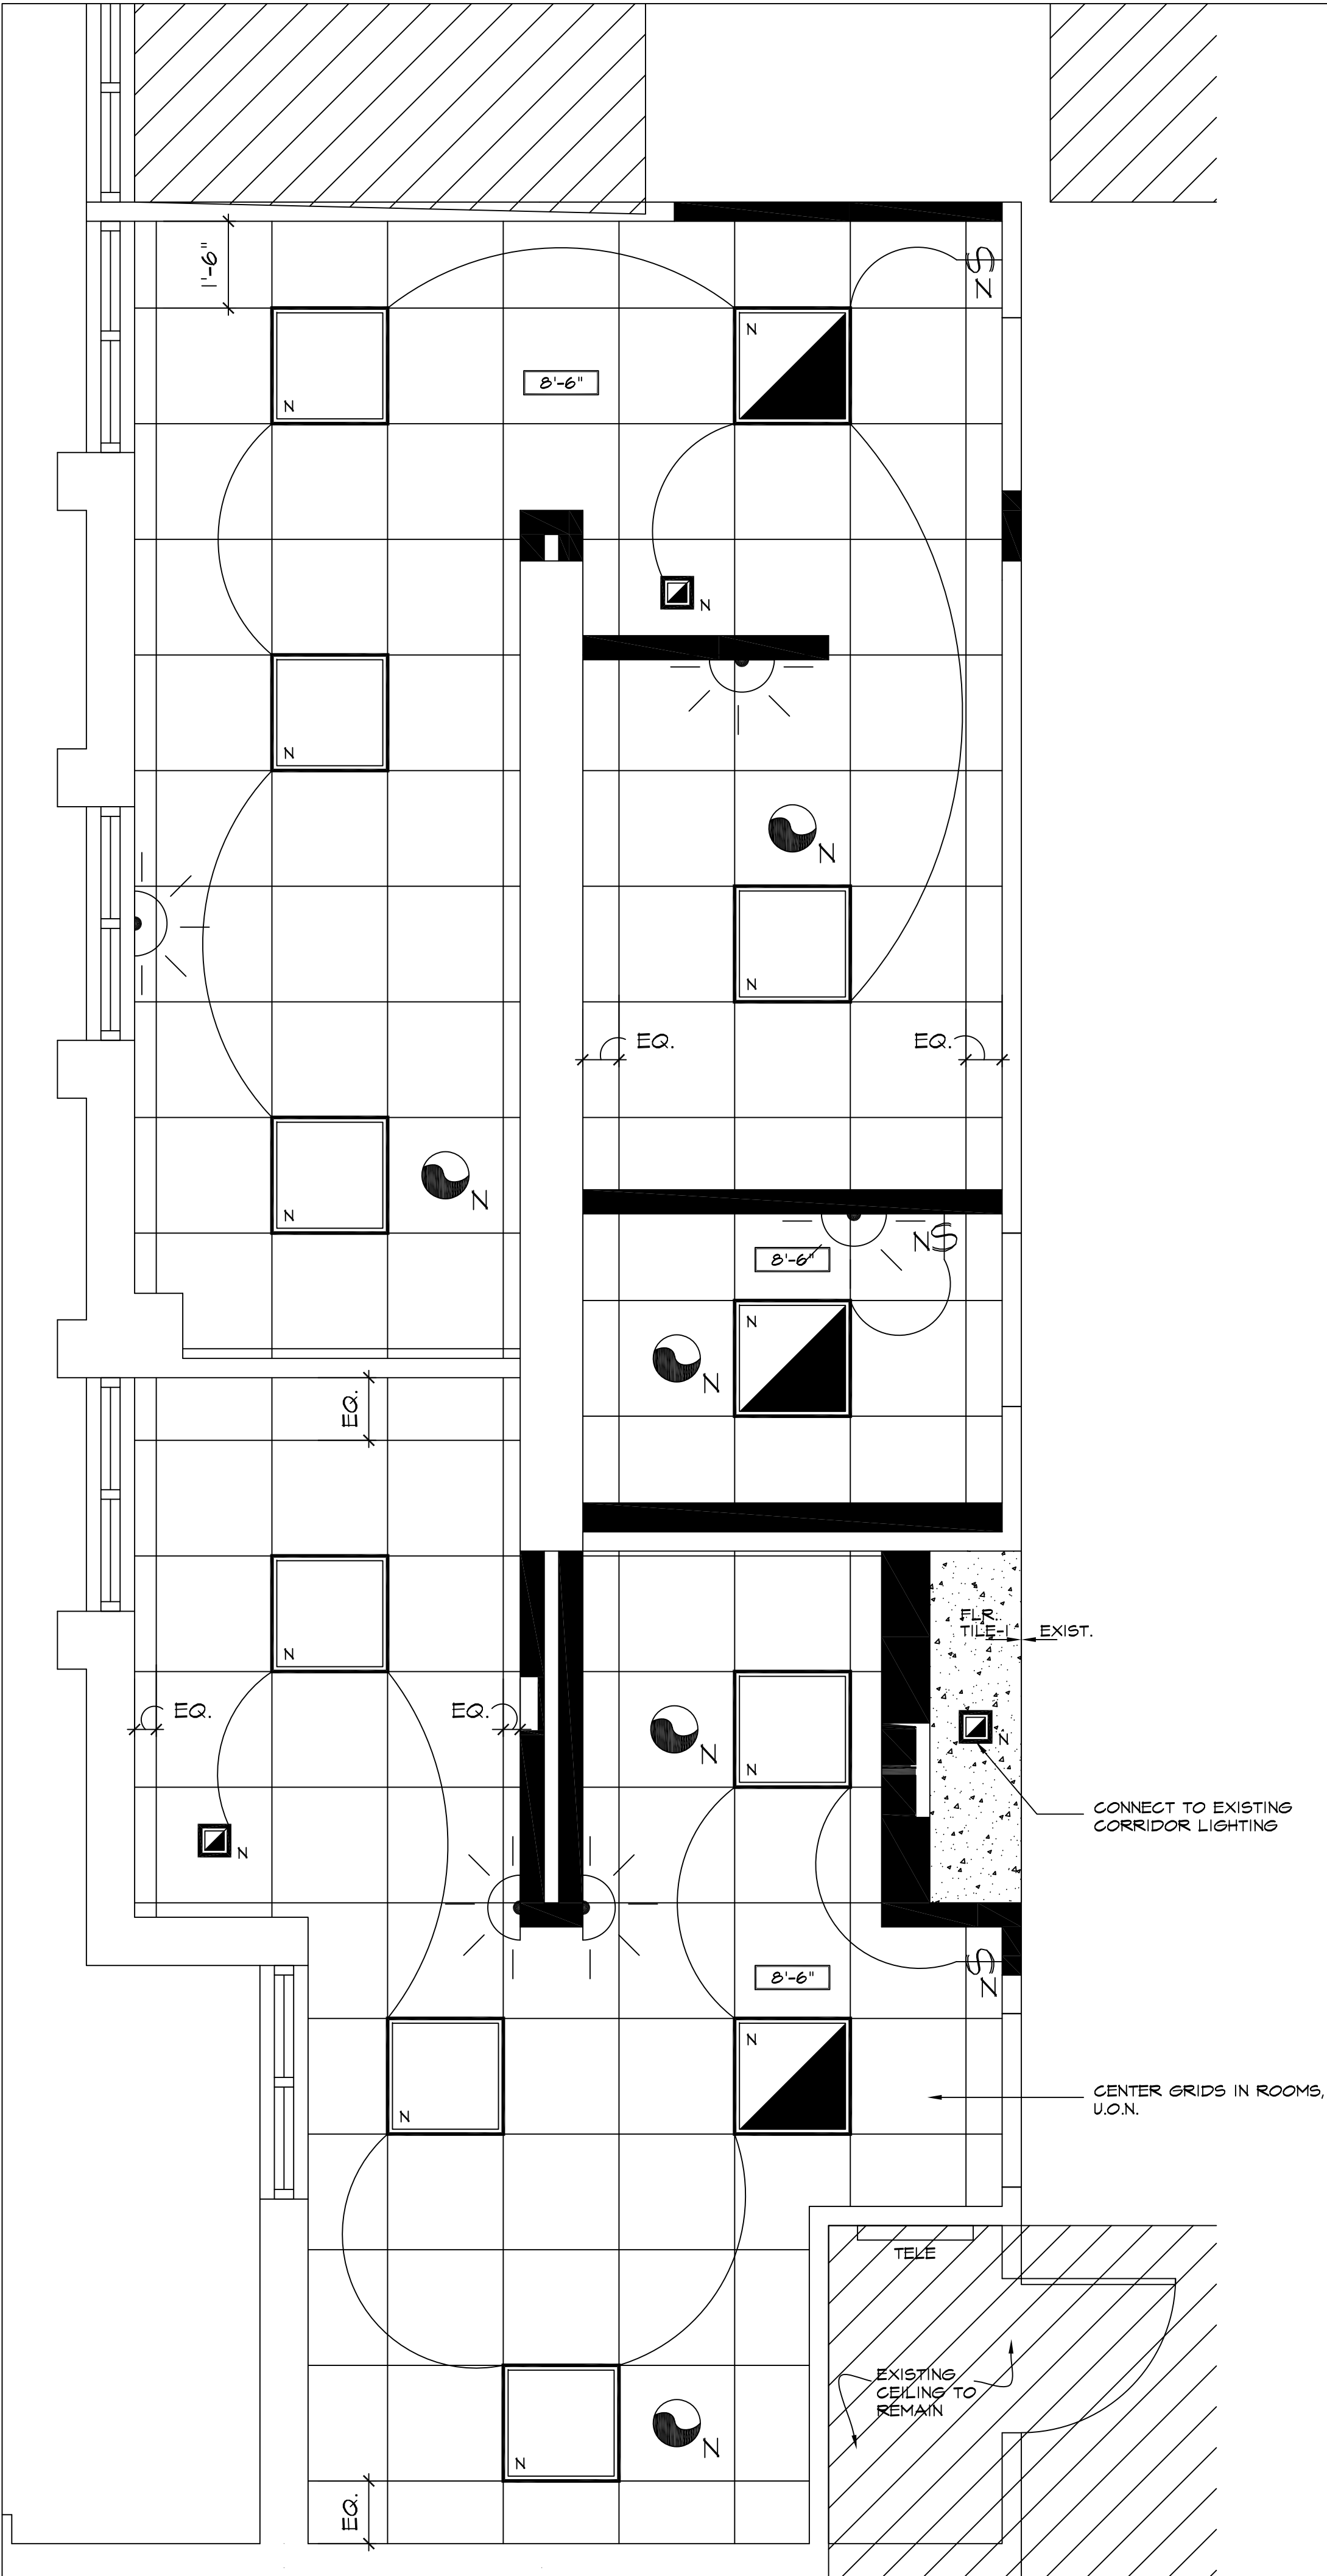 1'-6"
S
N
N
N
8'-6"
N
N
N
N
EQ.
EQ.
N
N
N
NS
8'-6"
N
N
EQ.
FLR.
TILE-1
EXIST.
N
EQ.
EQ.
N
N
N
CONNECT TO EXISTING
CORRIDOR LIGHTING
N
8'-6"
S
N
N
N
CENTER GRIDS IN ROOMS,
U.O.N.
TELE
EXISTING
CEILING TO
REMAIN
N
N
EQ.